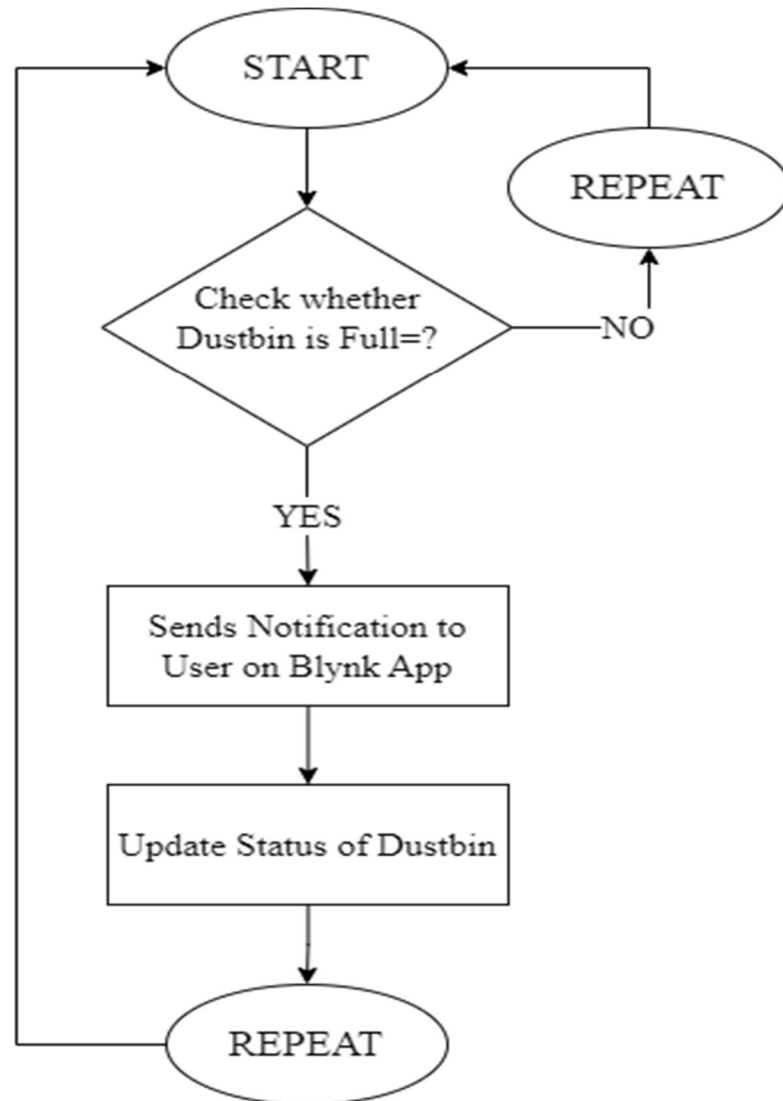 START
REPEAT
Check whether
Dustbin is Full=?
NO
YES
Sends Notification to
User on Blynk App
Update Status of Dustbin
REPEAT